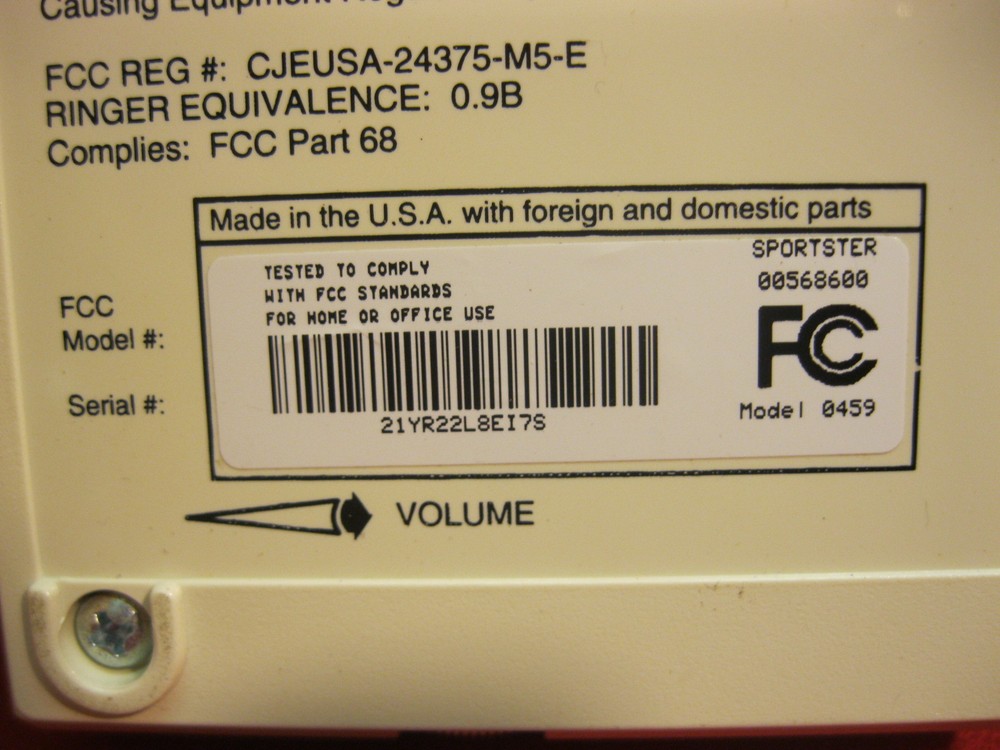 Causing Equipment
FCC REG #: CJEUSA-24375-M5-E
RINGER EQUIVALENCE: 0.9B
Complies: FCC Part 68
Made in the U.S.A. with foreign and domestic parts
TESTED TO COMPLY
WITH FCC STANDARDS
FOR HOME OR OFFICE USE
SPORTSTER
00568600
FCC
Model #:
Serial #:
21YR22L8EI7S
FC
Model 0459
VOLUME